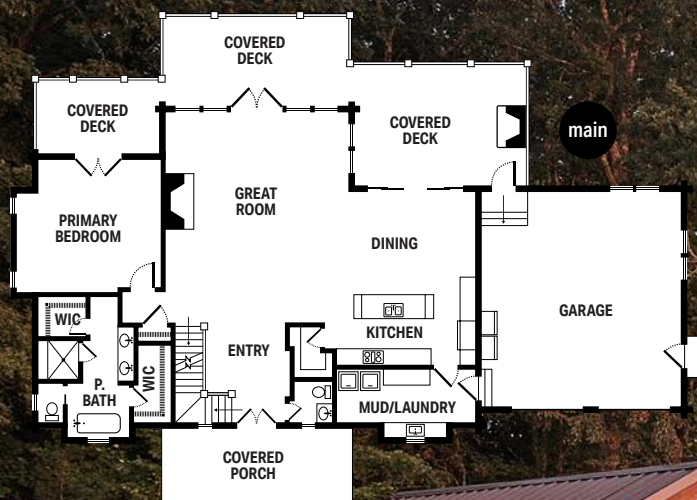 COVERED
DECK
COVERED
DECK
COVERED
DECK
main
GREAT
ROOM
PRIMARY
BEDROOM
DINING
GARAGE
WIC
KITCHEN
ENTRY
WIC
P.
BATH
MUD/LAUNDRY
COVERED
PORCH